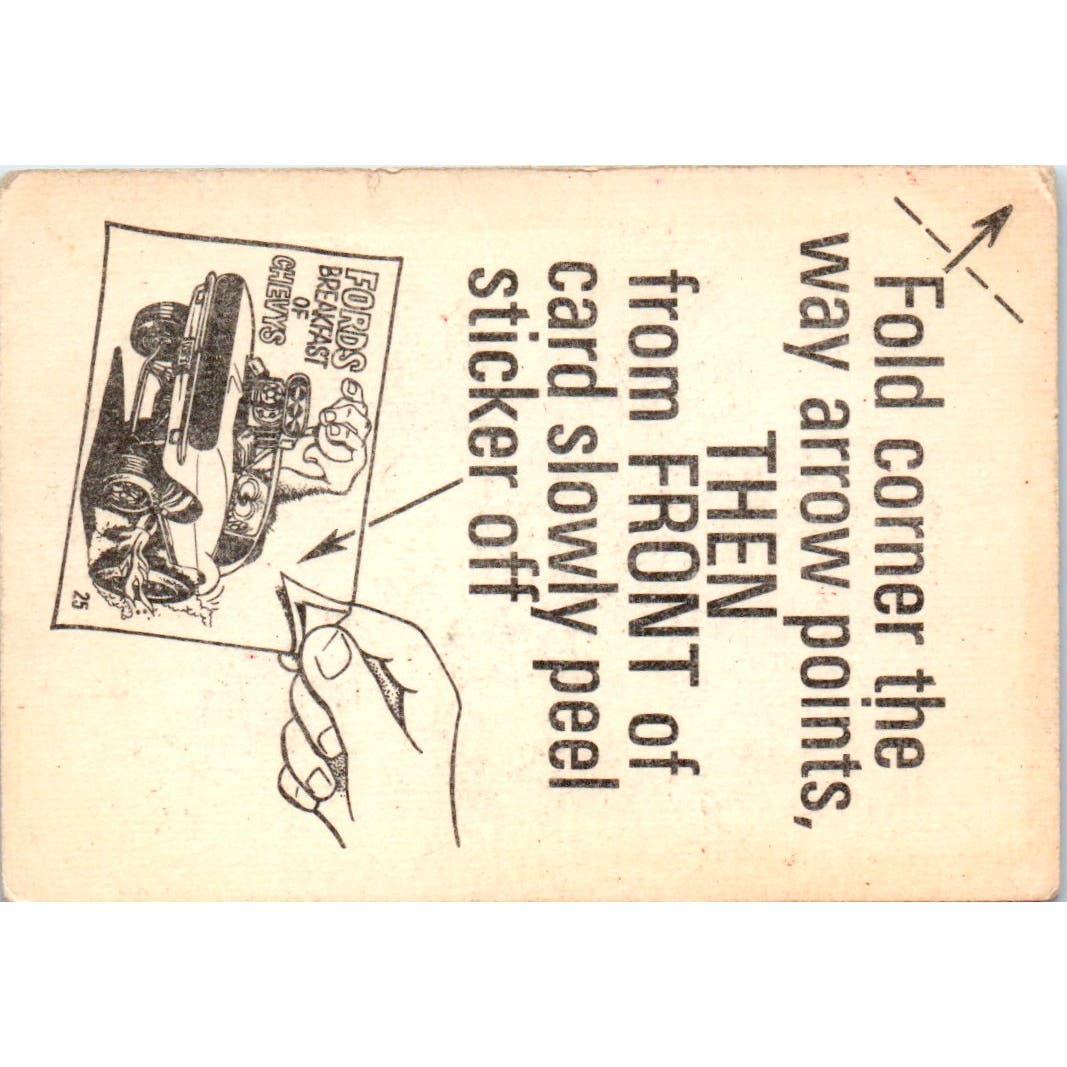 Fold corner the
way arrow points,
THEN
from FRONT of
card slowly peel
sticker off!
FORDS
BREAKFAST
OF
CHEVYS
25